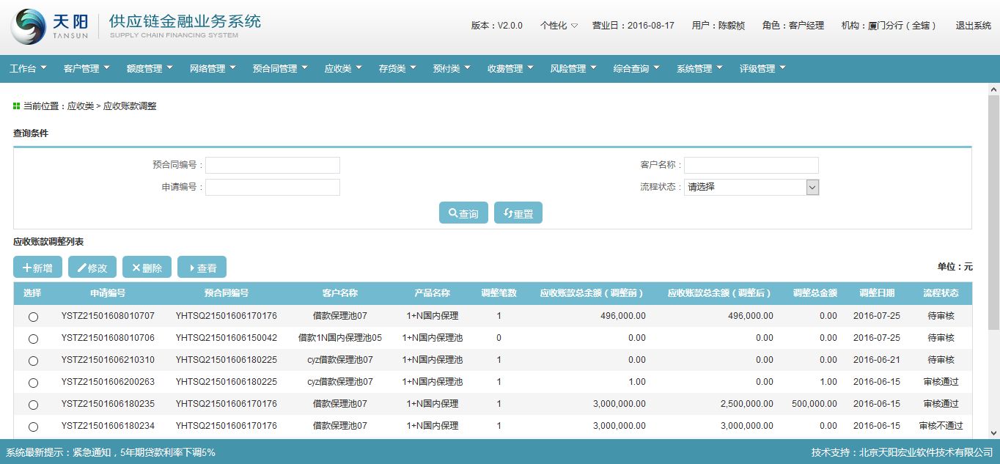 天阳 TANSUN 供应链金融业务系统 SUPPLY CHAIN FINANCING SYSTEM
版本：V2.0.0 个性化 营业日：2016-08-17 用户：陈毅桢 角色：客户经理 机构：厦门分行（全辖） 退出系统
工作台 客户管理 额度管理 网络管理 预合同管理 应收类 存货类 预付类 收费管理 风险管理 综合查询 系统管理 评级管理
当前位置：应收类 > 应收账款调整
查询条件
预合同编号： 客户名称：
申请编号： 流程状态： 请选择
查询 重置
应收账款调整列表
新增 修改 删除 查看 单位：元
选择 申请编号 预合同编号 客户名称 产品名称 调整笔数 应收账款总余额（调整前） 应收账款总余额（调整后） 调整总金额 调整日期 流程状态
YSTZ21501608010707 YHTSQ21501606170176 借款保理池07 1+N国内保理 1 496,000.00 496,000.00 0.00 2016-07-25 待审核
YSTZ21501608010706 YHTSQ21501606150042 借款1N国内保理池05 1+N国内保理池 0 0.00 0.00 0.00 2016-07-25 待审核
YSTZ21501606210310 YHTSQ21501606180225 cyz借款保理池07 1+N国内保理池 1 0.00 0.00 0.00 2016-06-21 待审核
YSTZ21501606200263 YHTSQ21501606180225 cyz借款保理池07 1+N国内保理池 1 1.00 0.00 1.00 2016-06-15 审核通过
YSTZ21501606180235 YHTSQ21501606170176 借款保理池07 1+N国内保理 1 3,000,000.00 2,500,000.00 500,000.00 2016-06-15 审核通过
YSTZ21501606180234 YHTSQ21501606170176 借款保理池07 1+N国内保理 1 3,000,000.00 3,000,000.00 0.00 2016-06-15 审核不通过
系统最新提示：紧急通知，5年期贷款利率下调5% 技术支持：北京天阳宏业软件技术有限公司